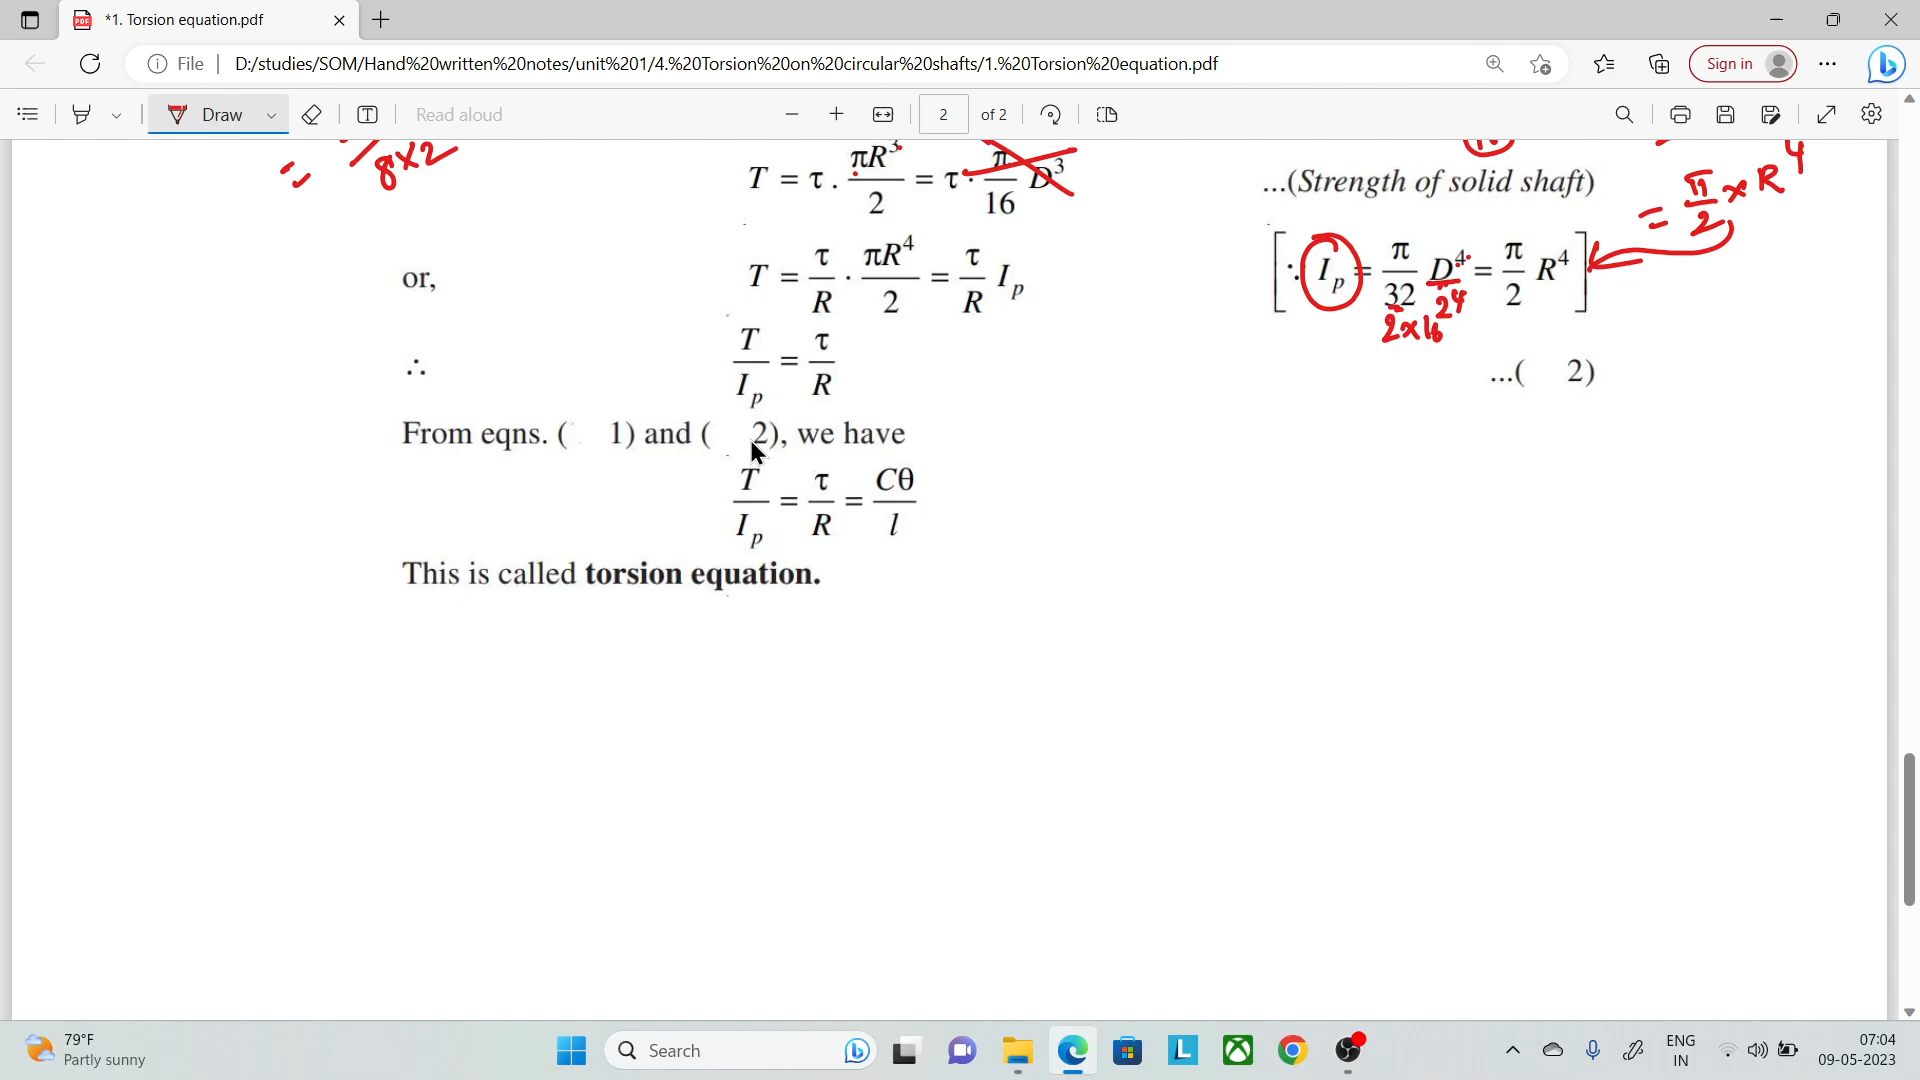 *1. Torsion equation.pdf
File
D:/studies/SOM/Hand%20written%20notes/unit%201/4.%20Torsion%20on%20circular%20shafts/1.%20Torsion%20equation.pdf
Sign in
Draw
Read aloud
2 of 2
8×2
T = τ . πR³/2 = τ · π/16 D³
...(Strength of solid shaft)
= π/2 × R⁴
or,
T = τ/R · πR⁴/2 = τ/R Iₚ
[∵ Iₚ = π/32 D⁴ = π/2 R⁴]
2×16
2⁴
∴
T/Iₚ = τ/R
...( 2)
From eqns. ( 1) and ( 2), we have
T/Iₚ = τ/R = Cθ/l
This is called torsion equation.
79°F
Partly sunny
Search
ENG
IN
07:04
09-05-2023